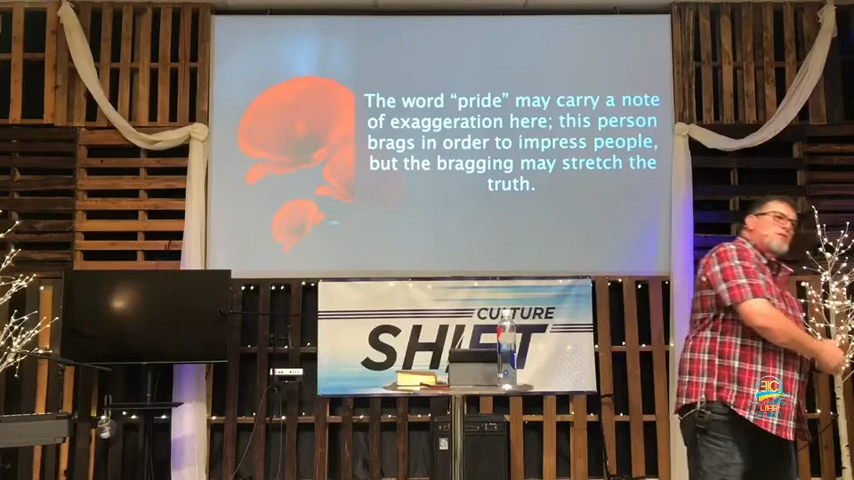 The word “pride” may carry a note
of exaggeration here; this person
brags in order to impress people,
but the bragging may stretch the
truth.
CULTURE
SHIFT
LIFE